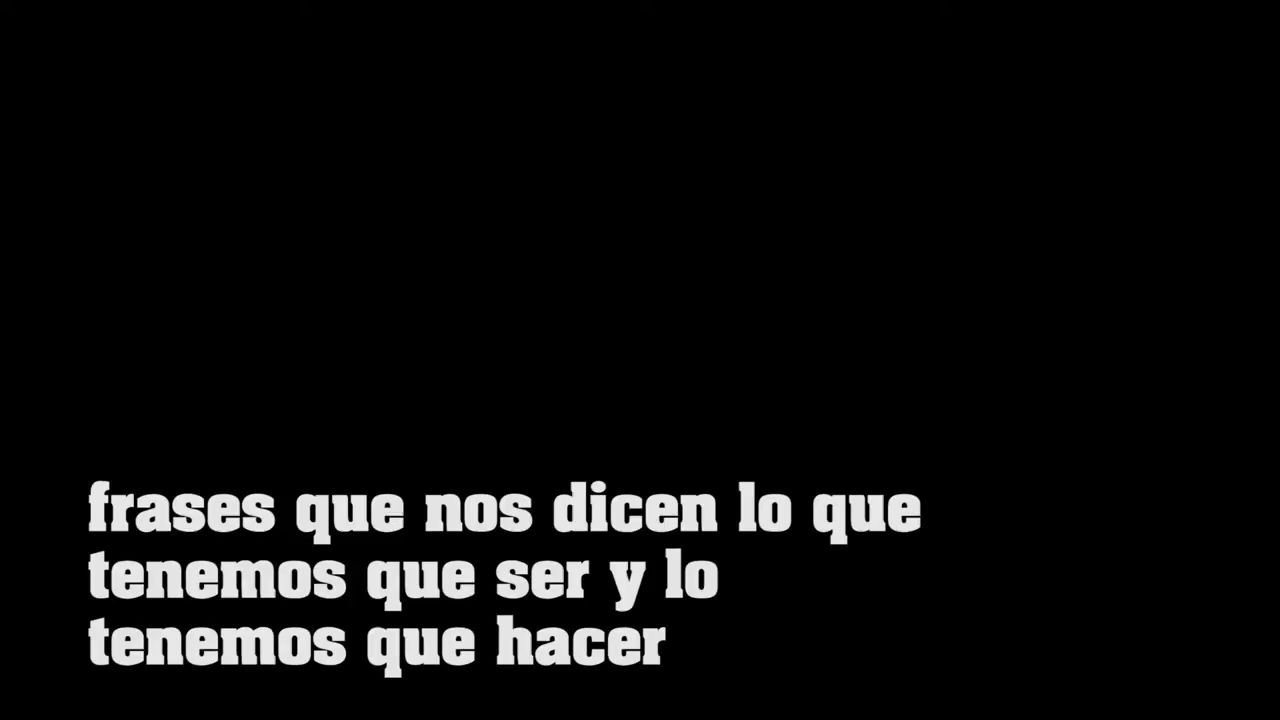 frases que nos dicen lo que
tenemos que ser y lo
tenemos que hacer